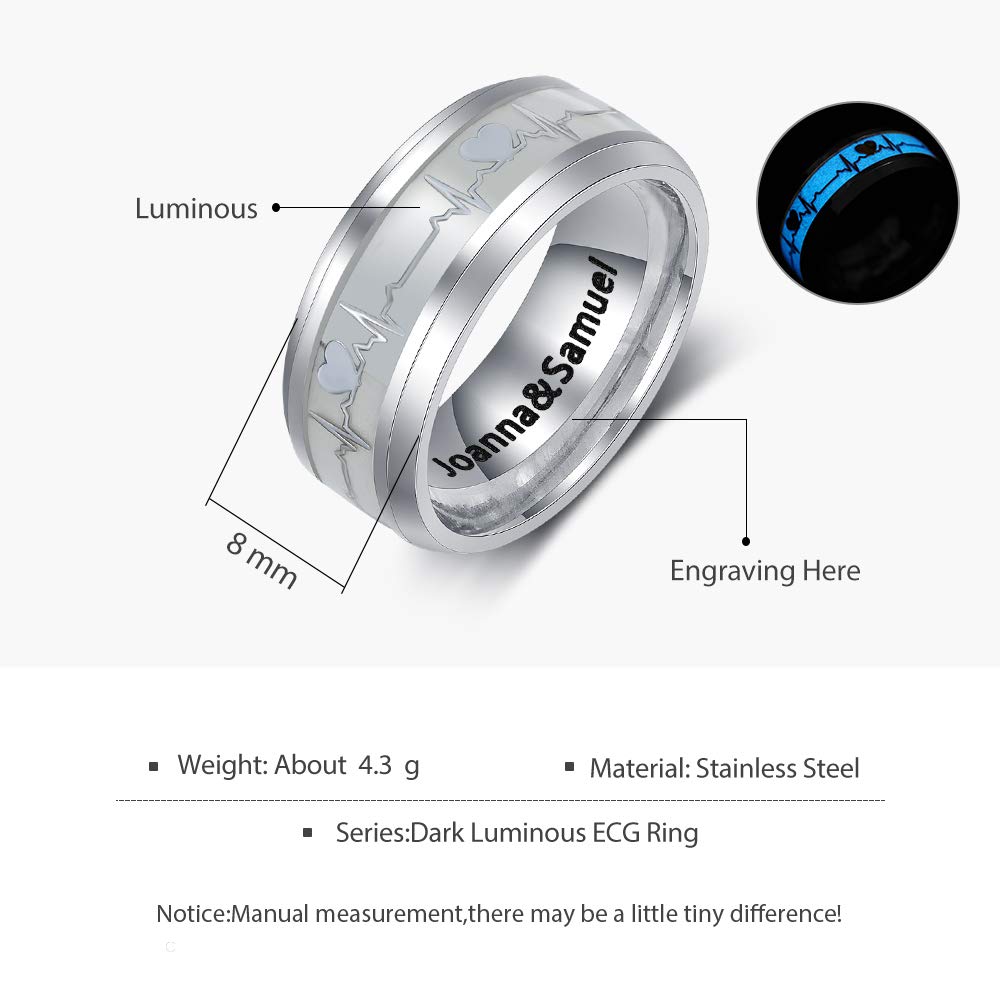 Luminous
Joanna&Samuel
8 mm
Engraving Here
Weight: About 4.3 g
Material: Stainless Steel
Series:Dark Luminous ECG Ring
Notice:Manual measurement,there may be a little tiny difference!
c